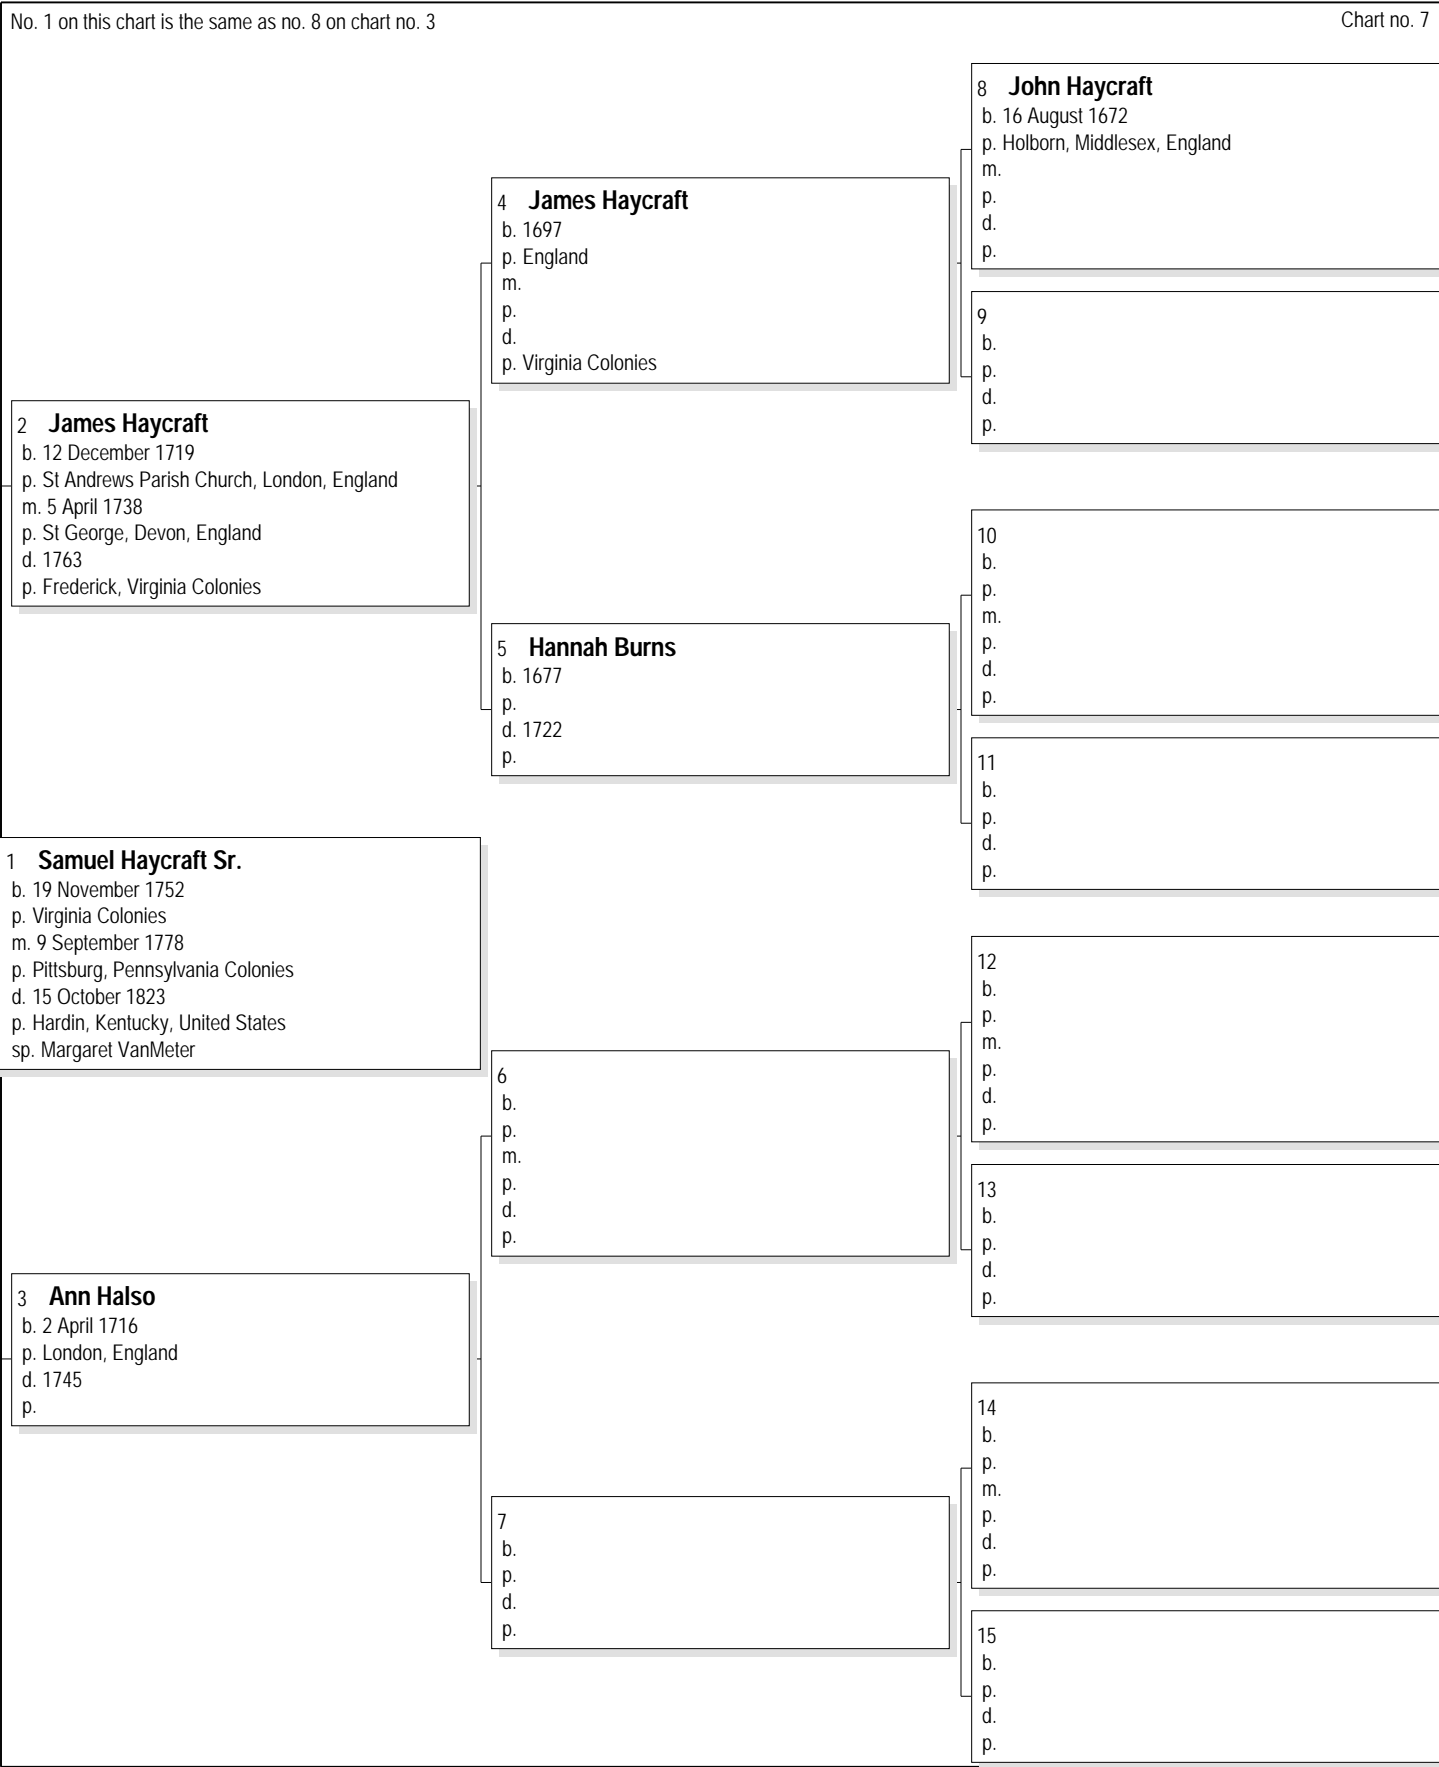 No. 1 on this chart is the same as no. 8 on chart no. 3
Chart no. 7
8 John Haycraft
b. 16 August 1672
p. Holborn, Middlesex, England
m.
p.
d.
p.
4 James Haycraft
b. 1697
p. England
m.
p.
d.
p. Virginia Colonies
9
b.
p.
d.
p.
2 James Haycraft
b. 12 December 1719
p. St Andrews Parish Church, London, England
m. 5 April 1738
p. St George, Devon, England
d. 1763
p. Frederick, Virginia Colonies
10
b.
p.
m.
p.
d.
p.
5 Hannah Burns
b. 1677
p.
d. 1722
p.
11
b.
p.
d.
p.
1 Samuel Haycraft Sr.
b. 19 November 1752
p. Virginia Colonies
m. 9 September 1778
p. Pittsburg, Pennsylvania Colonies
d. 15 October 1823
p. Hardin, Kentucky, United States
sp. Margaret VanMeter
12
b.
p.
m.
p.
d.
p.
6
b.
p.
m.
p.
d.
p.
13
b.
p.
d.
p.
3 Ann Halso
b. 2 April 1716
p. London, England
d. 1745
p.
14
b.
p.
m.
p.
d.
p.
7
b.
p.
d.
p.
15
b.
p.
d.
p.